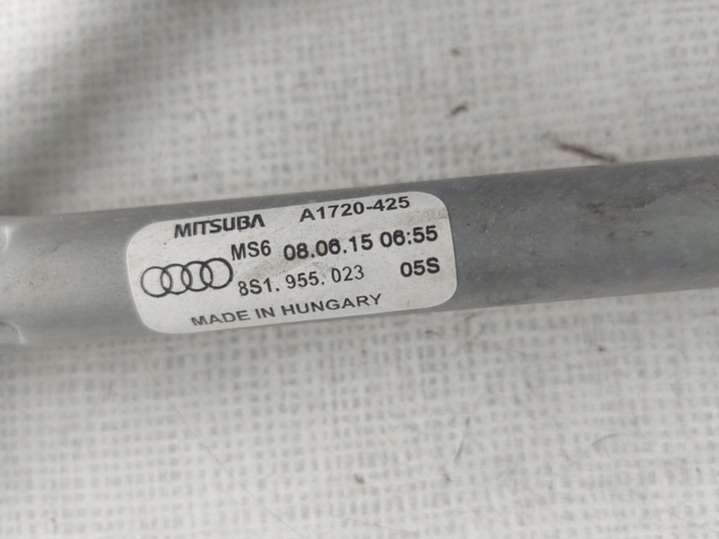 MITSUBA A1720-425
MS6 08.06.15 06:55
8S1. 955. 023 05S
MADE IN HUNGARY